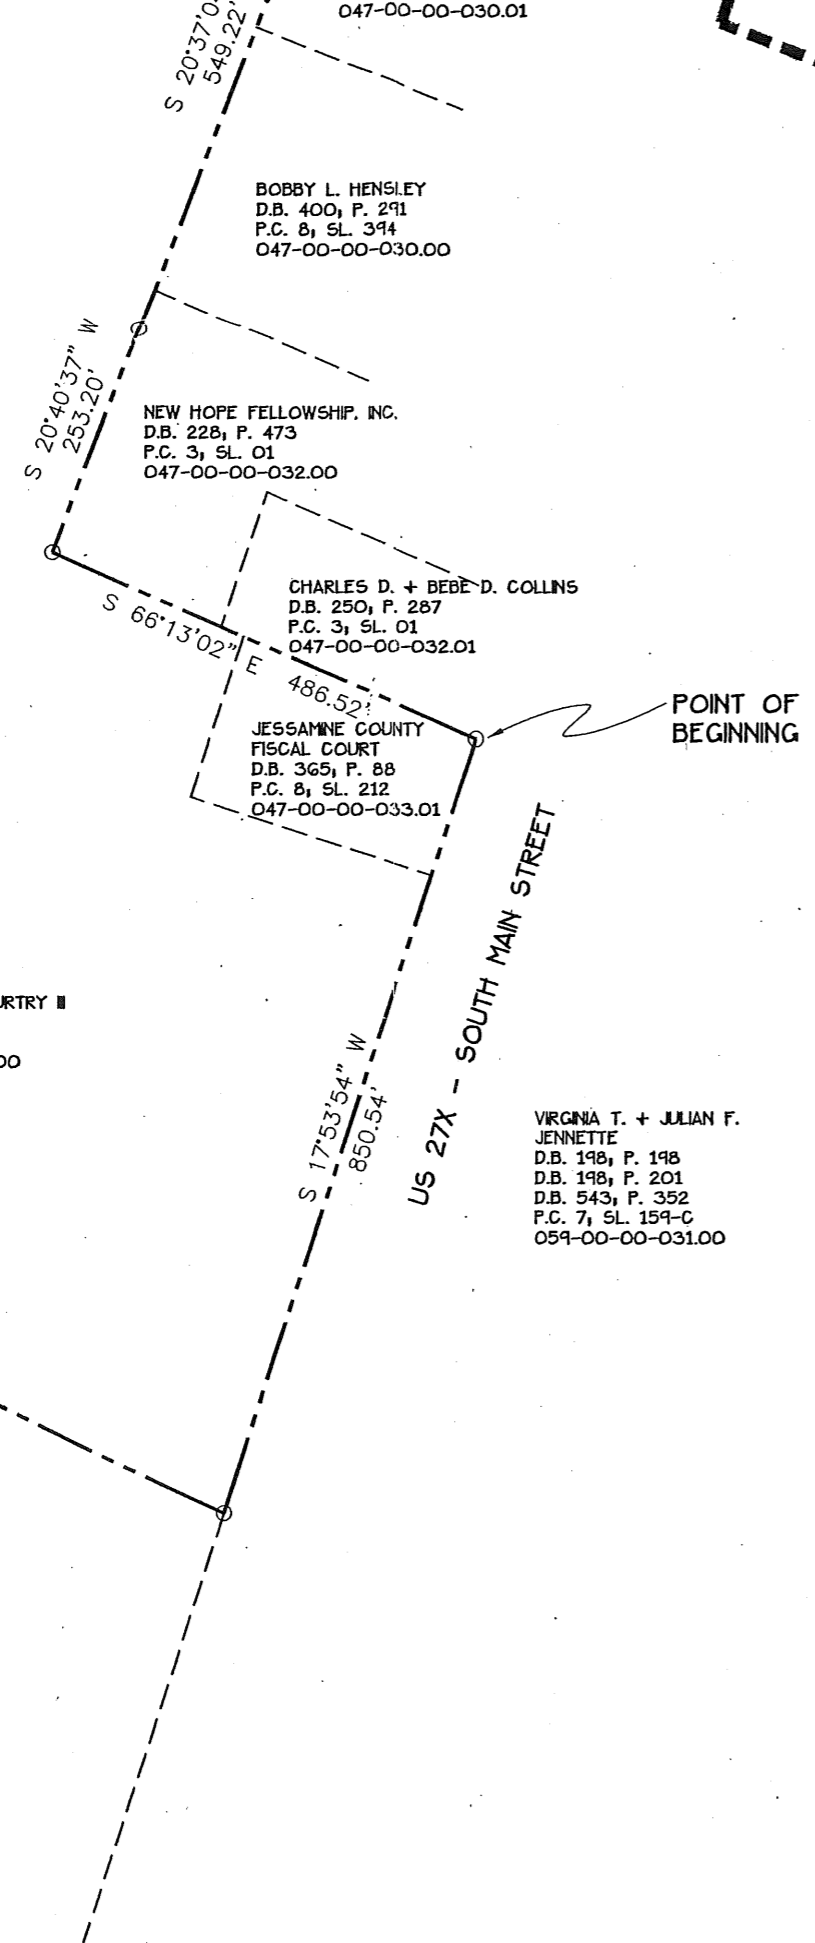 047-00-00-030.01
S 20°37'0
549.22'
BOBBY L. HENSLEY
D.B. 400, P. 291
P.C. 8, SL. 394
047-00-00-030.00
S 20°40'37" W
253.20'
NEW HOPE FELLOWSHIP, INC.
D.B. 228, P. 473
P.C. 3, SL. 01
047-00-00-032.00
CHARLES D. + BEBE D. COLLINS
D.B. 250, P. 287
P.C. 3, SL. 01
047-00-00-032.01
S 66°13'02" E
486.52'
POINT OF
BEGINNING
JESSAMINE COUNTY
FISCAL COURT
D.B. 365, P. 88
P.C. 8, SL. 212
047-00-00-033.01
US 27X - SOUTH MAIN STREET
URTRY II
00
S 17°53'54" W
850.54'
VIRGINIA T. + JULIAN F.
JENNETTE
D.B. 198, P. 198
D.B. 198, P. 201
D.B. 543, P. 352
P.C. 7, SL. 159-C
059-00-00-031.00